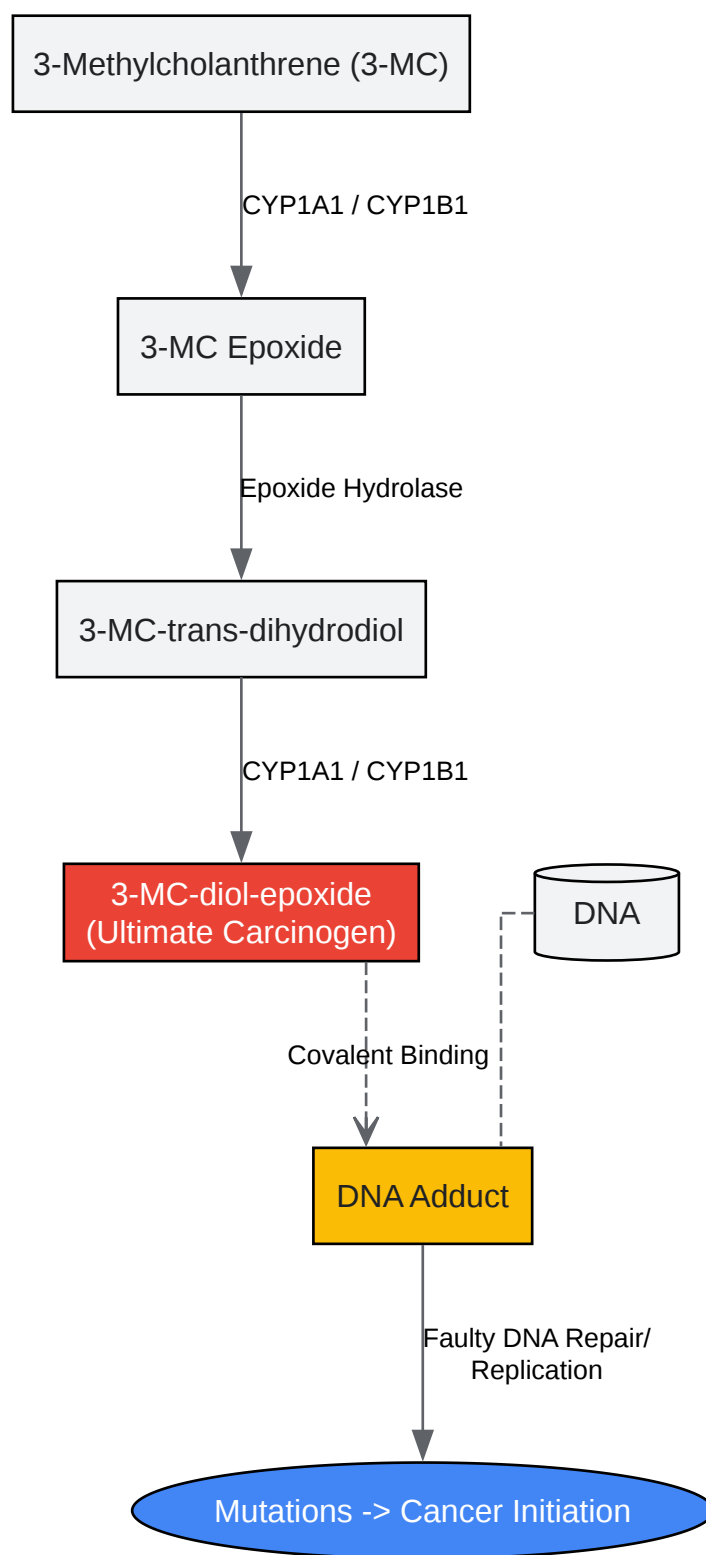 3-Methylcholanthrene (3-MC)
CYP1A1 / CYP1B1
3-MC Epoxide
Epoxide Hydrolase
3-MC-trans-dihydrodiol
CYP1A1 / CYP1B1
3-MC-diol-epoxide
(Ultimate Carcinogen)
DNA
Covalent Binding
DNA Adduct
Faulty DNA Repair/
Replication
Mutations -> Cancer Initiation